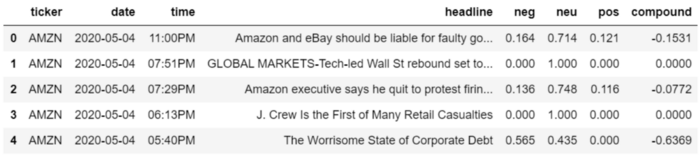 ticker date time headline neg neu pos compound
0 AMZN 2020-05-04 11:00PM Amazon and eBay should be liable for faulty go... 0.164 0.714 0.121 -0.1531
1 AMZN 2020-05-04 07:51PM GLOBAL MARKETS-Tech-led Wall St rebound set to... 0.000 1.000 0.000 0.0000
2 AMZN 2020-05-04 07:29PM Amazon executive says he quit to protest firin... 0.136 0.748 0.116 -0.0772
3 AMZN 2020-05-04 06:13PM J. Crew Is the First of Many Retail Casualties 0.000 1.000 0.000 0.0000
4 AMZN 2020-05-04 05:40PM The Worrisome State of Corporate Debt 0.565 0.435 0.000 -0.6369